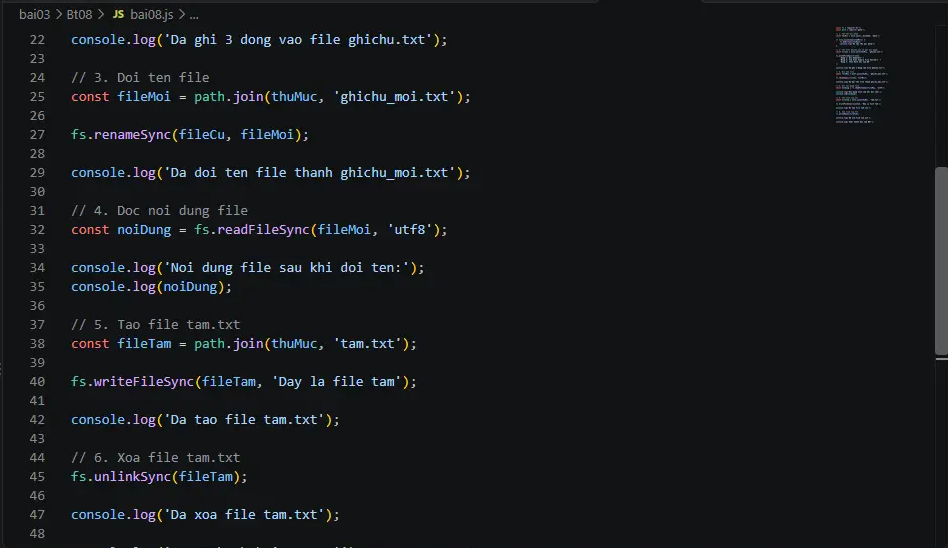 bai03 > Bt08 > JS bai08.js > ...
22 console.log('Da ghi 3 dong vao file ghichu.txt');
23
24 // 3. Doi ten file
25 const fileMoi = path.join(thuMuc, 'ghichu_moi.txt');
26
27 fs.renameSync(fileCu, fileMoi);
28
29 console.log('Da doi ten file thanh ghichu_moi.txt');
30
31 // 4. Doc noi dung file
32 const noiDung = fs.readFileSync(fileMoi, 'utf8');
33
34 console.log('Noi dung file sau khi doi ten:');
35 console.log(noiDung);
36
37 // 5. Tao file tam.txt
38 const fileTam = path.join(thuMuc, 'tam.txt');
39
40 fs.writeFileSync(fileTam, 'Day la file tam');
41
42 console.log('Da tao file tam.txt');
43
44 // 6. Xoa file tam.txt
45 fs.unlinkSync(fileTam);
46
47 console.log('Da xoa file tam.txt');
48